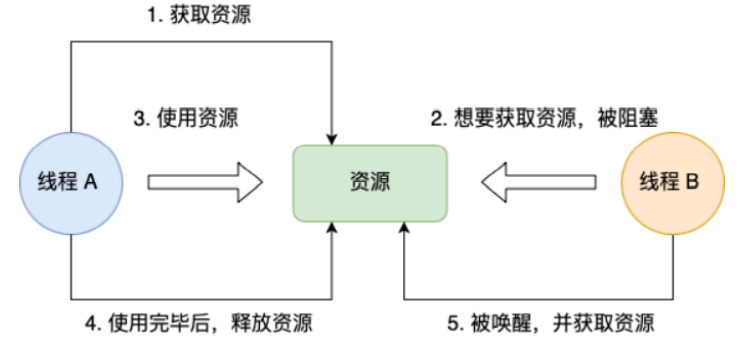 1. 获取资源
3. 使用资源
2. 想要获取资源，被阻塞
线程 A
资源
线程 B
4. 使用完毕后，释放资源
5. 被唤醒，并获取资源